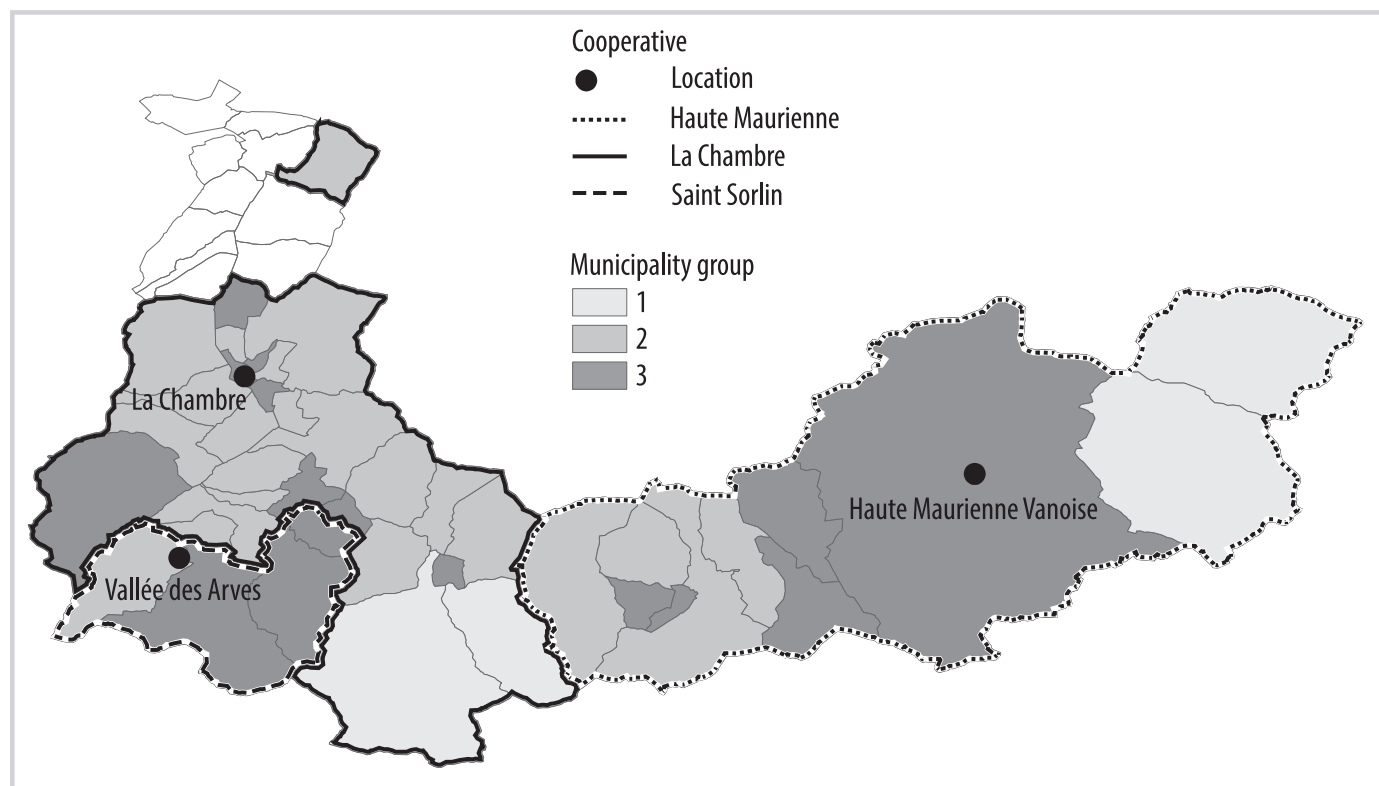 Cooperative
Location
Haute Maurienne
La Chambre
Saint Sorlin
Municipality group
1
2
3
La Chambre
Haute Maurienne Vanoise
Vallée des Arves